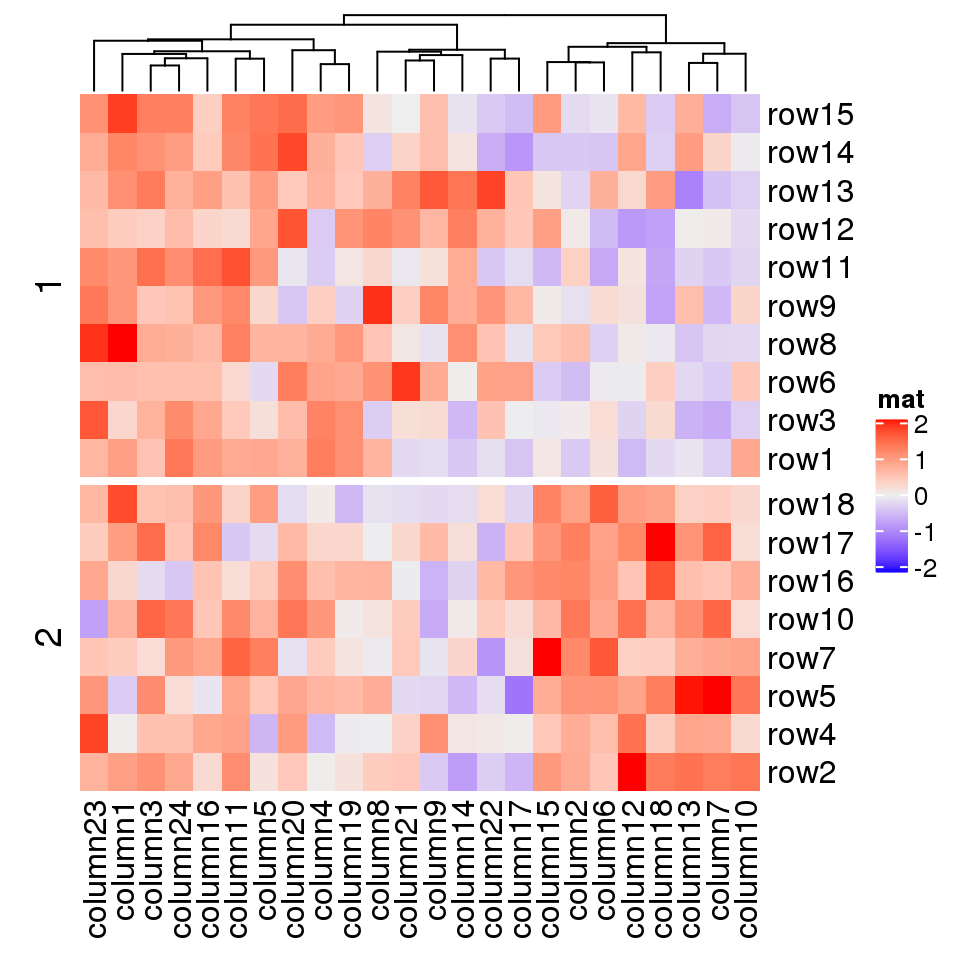 1
row15
row14
row13
row12
row11
row9
row8
row6
row3
row1
2
row18
row17
row16
row10
row7
row5
row4
row2
column23
column1
column3
column24
column16
column11
column5
column20
column4
column19
column8
column21
column9
column14
column22
column17
column15
column2
column6
column12
column18
column13
column7
column10
mat
2
1
0
-1
-2